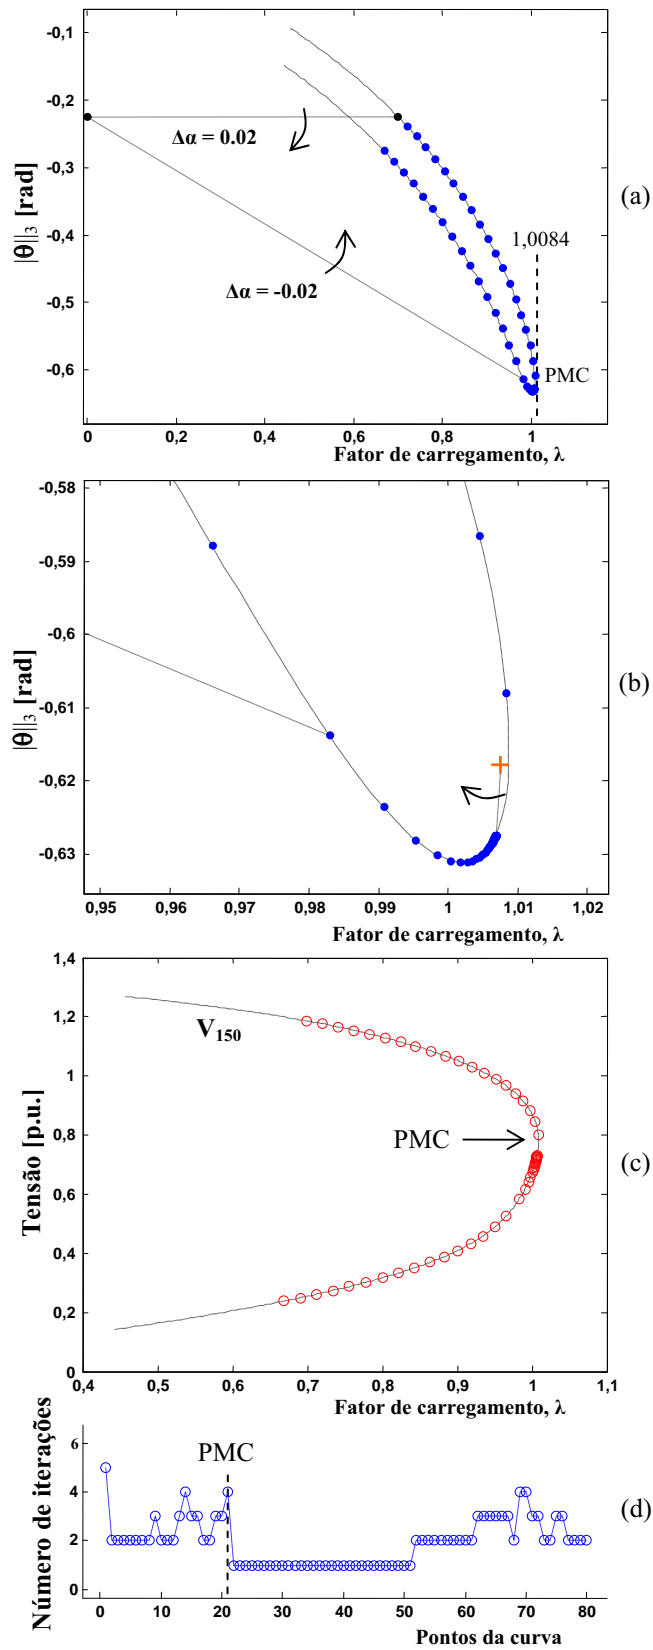 -0,1
-0,2
-0,3
-0,4
-0,5
-0,6
|||θ||₃ [rad]
Δα = 0.02
Δα = -0.02
1,0084
PMC
(a)
0 0,2 0,4 0,6 0,8 1
Fator de carregamento, λ
-0,58
-0,59
-0,6
-0,61
-0,62
-0,63
|||θ||₃ [rad]
(b)
0,95 0,96 0,97 0,98 0,99 1 1,01 1,02
Fator de carregamento, λ
1,4
1,2
1
0,8
0,6
0,4
0,2
0
Tensão [p.u.]
V₁₅₀
PMC
(c)
0,4 0,5 0,6 0,7 0,8 0,9 1 1,1
Fator de carregamento, λ
6
4
2
0
Número de iterações
PMC
(d)
0 10 20 30 40 50 60 70 80
Pontos da curva